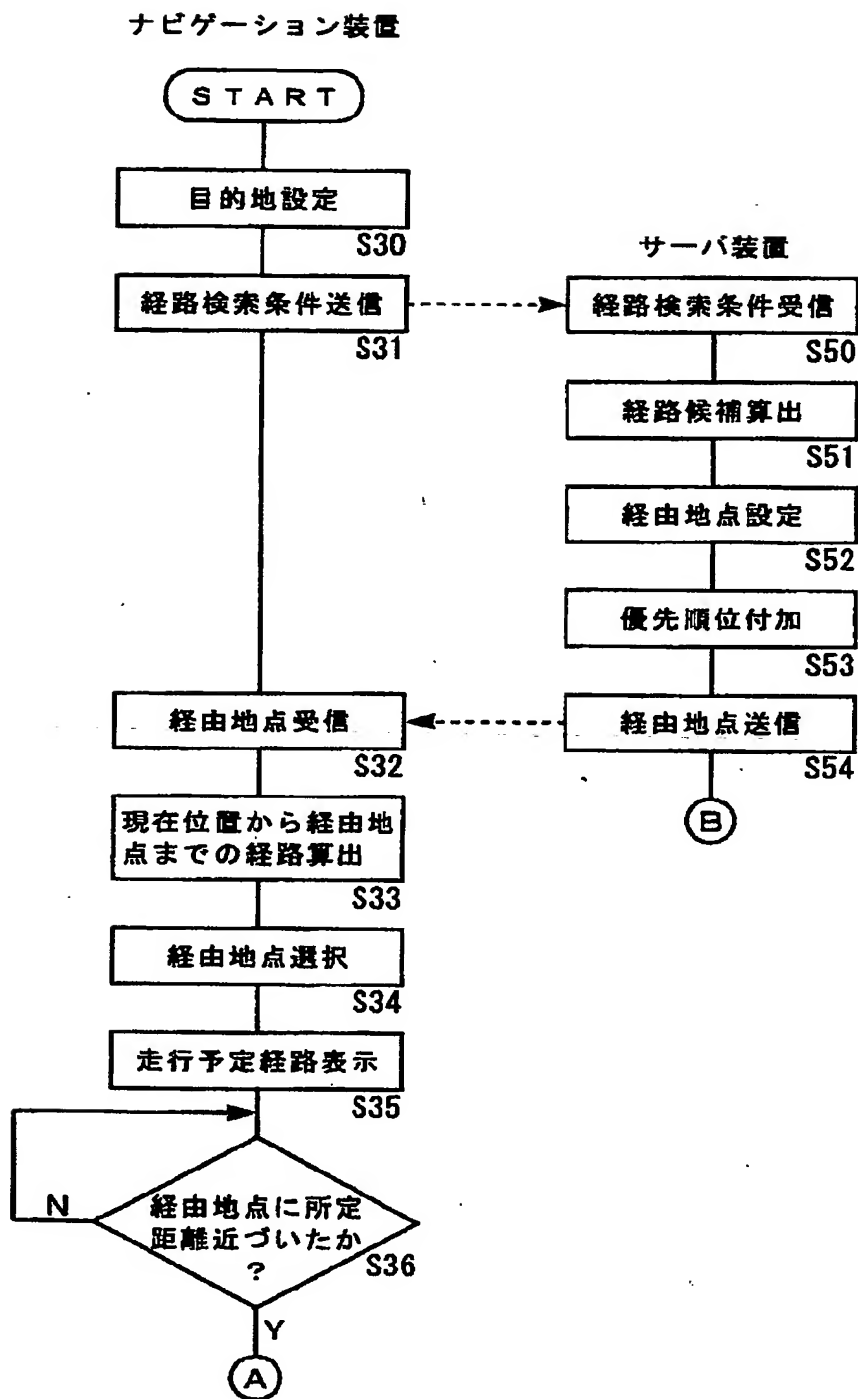 ナビゲーション装置
START
目的地設定
S30
経路検索条件送信
S31
サーバ装置
経路検索条件受信
S50
経路候補算出
S51
経由地点設定
S52
優先順位付加
S53
経由地点送信
S54
B
経由地点受信
S32
現在位置から経由地
点までの経路算出
S33
経由地点選択
S34
走行予定経路表示
S35
経由地点に所定
距離近づいたか
?
S36
N
Y
A